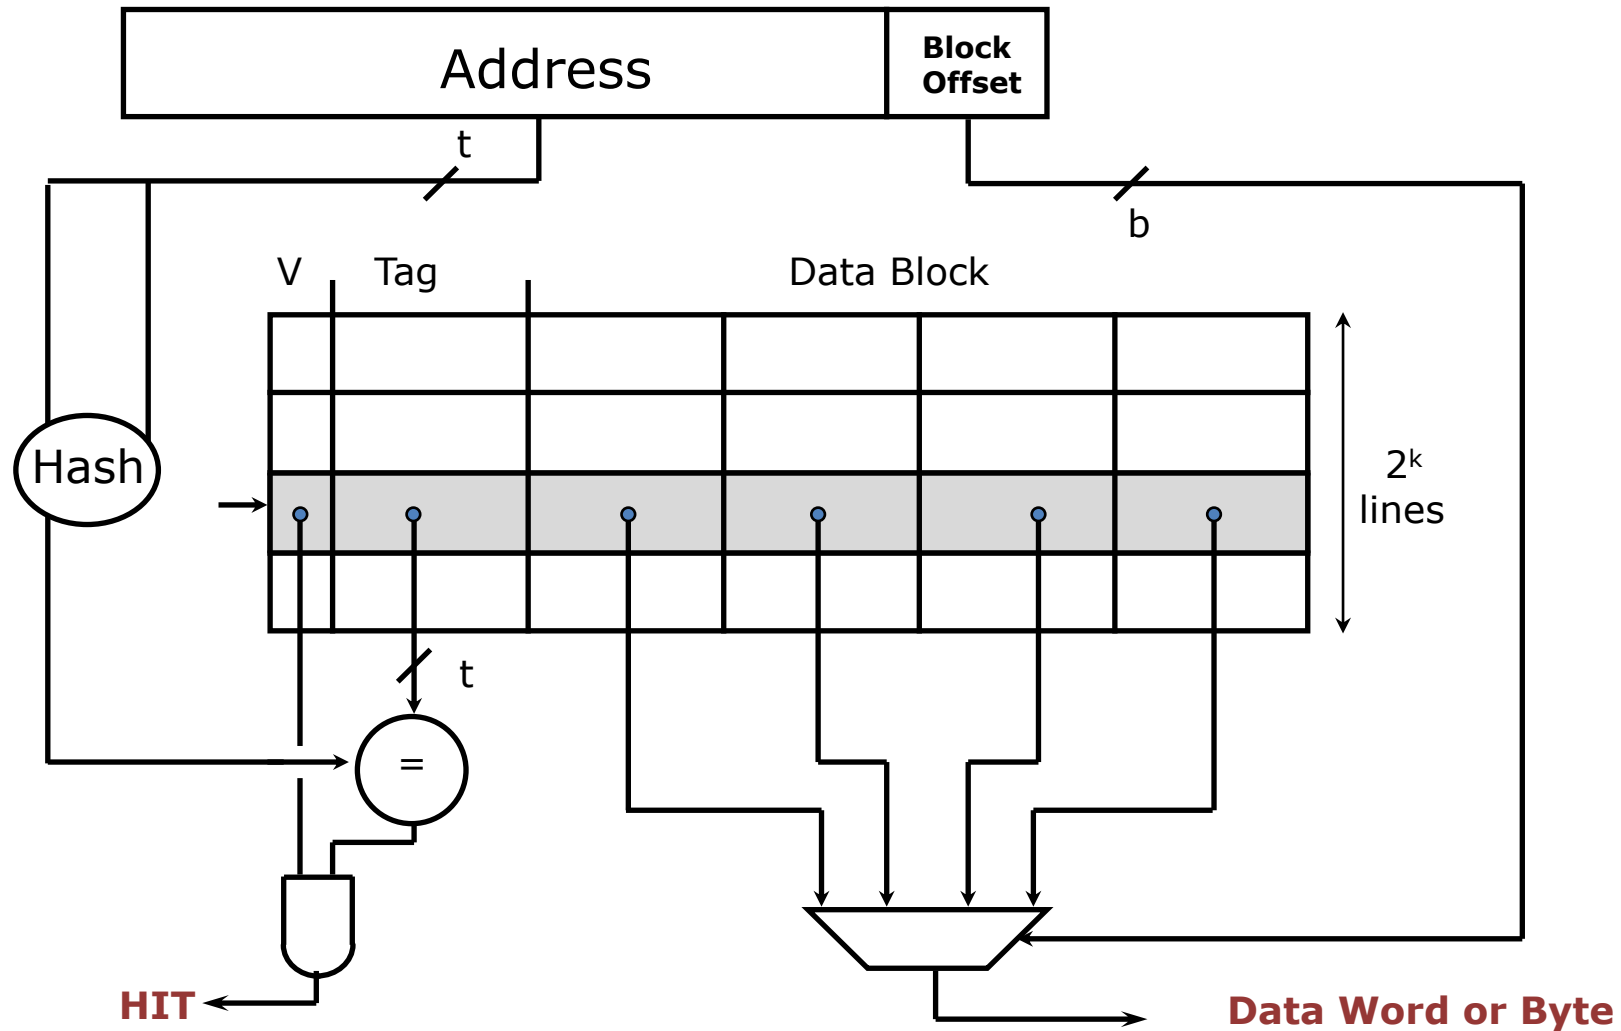 Address
Block
Offset
t
b
V Tag Data Block
Hash
2ᵏ
lines
t
=
HIT
Data Word or Byte